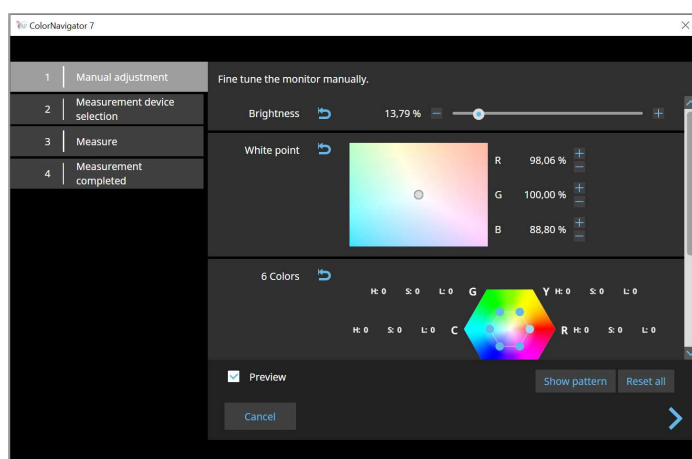 ColorNavigator 7
1 Manual adjustment
2 Measurement device
selection
3 Measure
4 Measurement
completed
Fine tune the monitor manually.
Brightness 13,79 %
White point
R 98,06 %
G 100,00 %
B 88,80 %
6 Colors
H: 0 S: 0 L: 0 G Y H: 0 S: 0 L: 0
H: 0 S: 0 L: 0 C R H: 0 S: 0 L: 0
Preview
Show pattern Reset all
Cancel